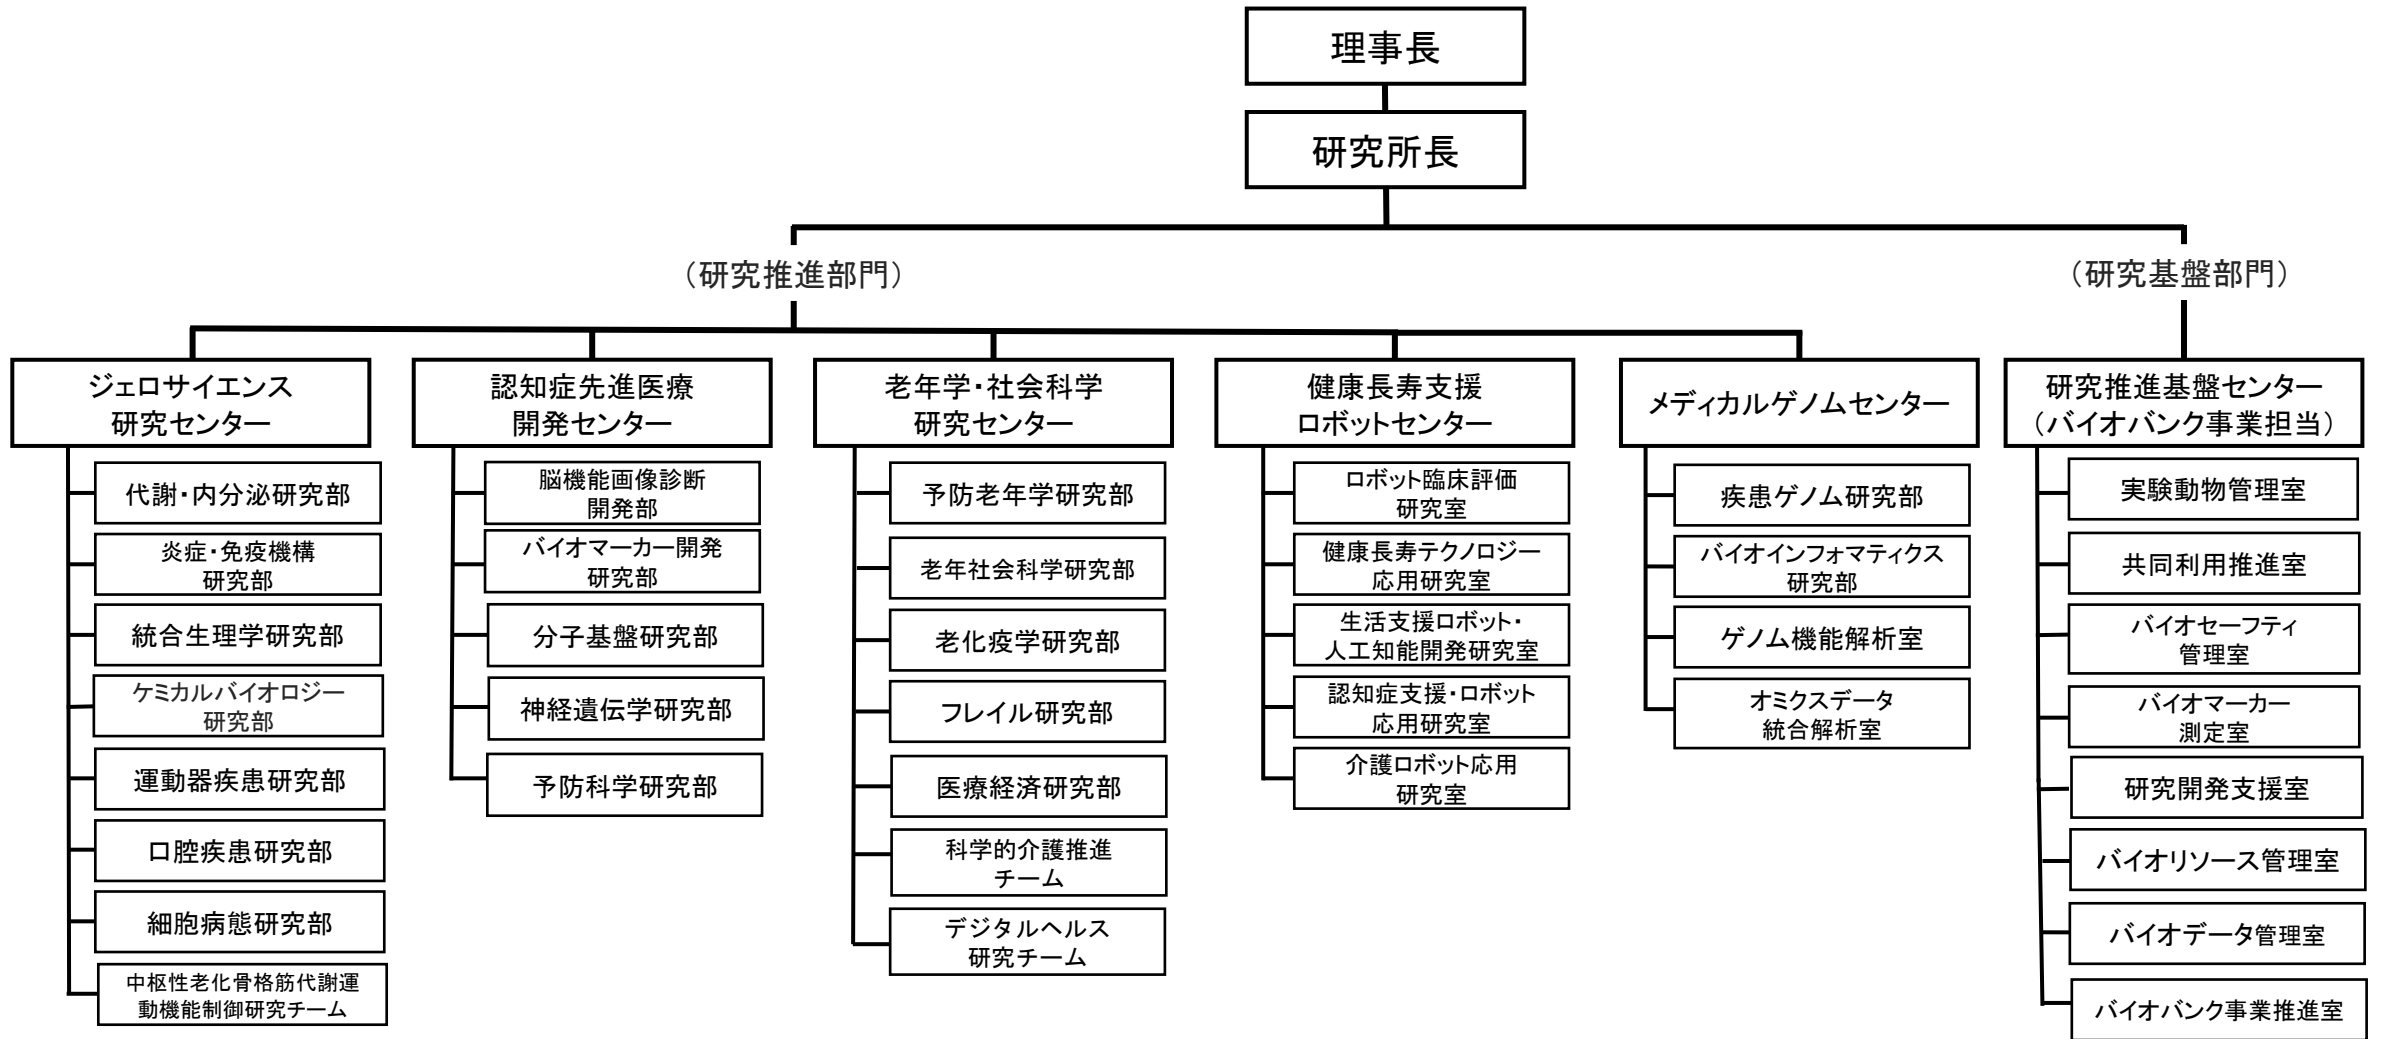 理事長
研究所長
（研究推進部門）
（研究基盤部門）
ジェロサイエンス
研究センター
代謝・内分泌研究部
炎症・免疫機構
研究部
統合生理学研究部
ケミカルバイオロジー
研究部
運動器疾患研究部
口腔疾患研究部
細胞病態研究部
中枢性老化骨格筋代謝運
動機能制御研究チーム
認知症先進医療
開発センター
脳機能画像診断
開発部
バイオマーカー開発
研究部
分子基盤研究部
神経遺伝学研究部
予防科学研究部
老年学・社会科学
研究センター
予防老年学研究部
老年社会科学研究部
老化疫学研究部
フレイル研究部
医療経済研究部
科学的介護推進
チーム
デジタルヘルス
研究チーム
健康長寿支援
ロボットセンター
ロボット臨床評価
研究室
健康長寿テクノロジー
応用研究室
生活支援ロボット・
人工知能開発研究室
認知症支援・ロボット
応用研究室
介護ロボット応用
研究室
メディカルゲノムセンター
疾患ゲノム研究部
バイオインフォマティクス
研究部
ゲノム機能解析室
オミクスデータ
統合解析室
研究推進基盤センター
（バイオバンク事業担当）
実験動物管理室
共同利用推進室
バイオセーフティ
管理室
バイオマーカー
測定室
研究開発支援室
バイオリソース管理室
バイオデータ管理室
バイオバンク事業推進室